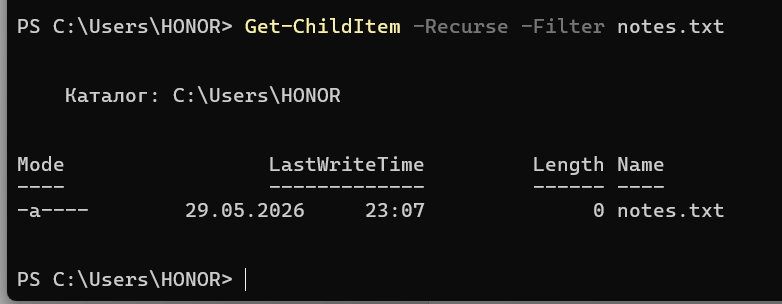 PS C:\Users\HONOR> Get-ChildItem -Recurse -Filter notes.txt
Каталог: C:\Users\HONOR
Mode LastWriteTime Length Name
---- ------------- ------ ----
-a---- 29.05.2026 23:07 0 notes.txt
PS C:\Users\HONOR>